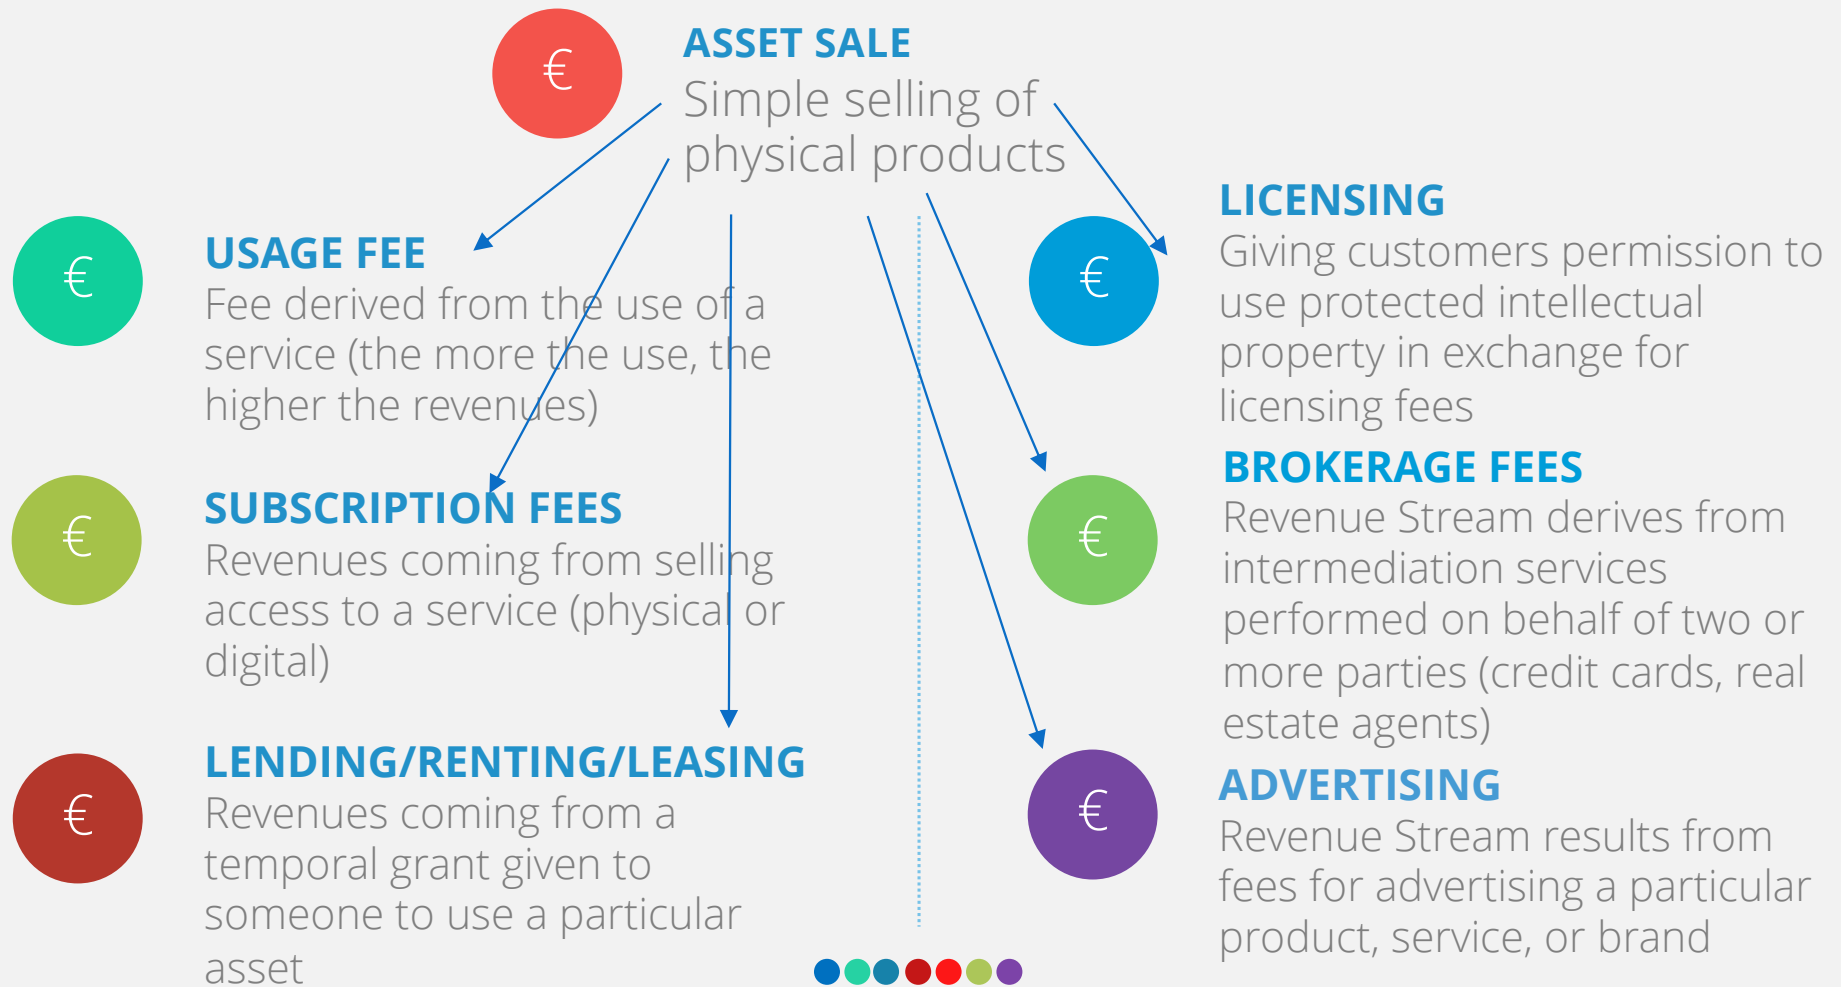 €
ASSET SALE
Simple selling of
physical products
€
USAGE FEE
Fee derived from the use of a
service (the more the use, the
higher the revenues)
€
SUBSCRIPTION FEES
Revenues coming from selling
access to a service (physical or
digital)
€
LENDING/RENTING/LEASING
Revenues coming from a
temporal grant given to
someone to use a particular
asset
€
LICENSING
Giving customers permission to
use protected intellectual
property in exchange for
licensing fees
€
BROKERAGE FEES
Revenue Stream derives from
intermediation services
performed on behalf of two or
more parties (credit cards, real
estate agents)
€
ADVERTISING
Revenue Stream results from
fees for advertising a particular
product, service, or brand